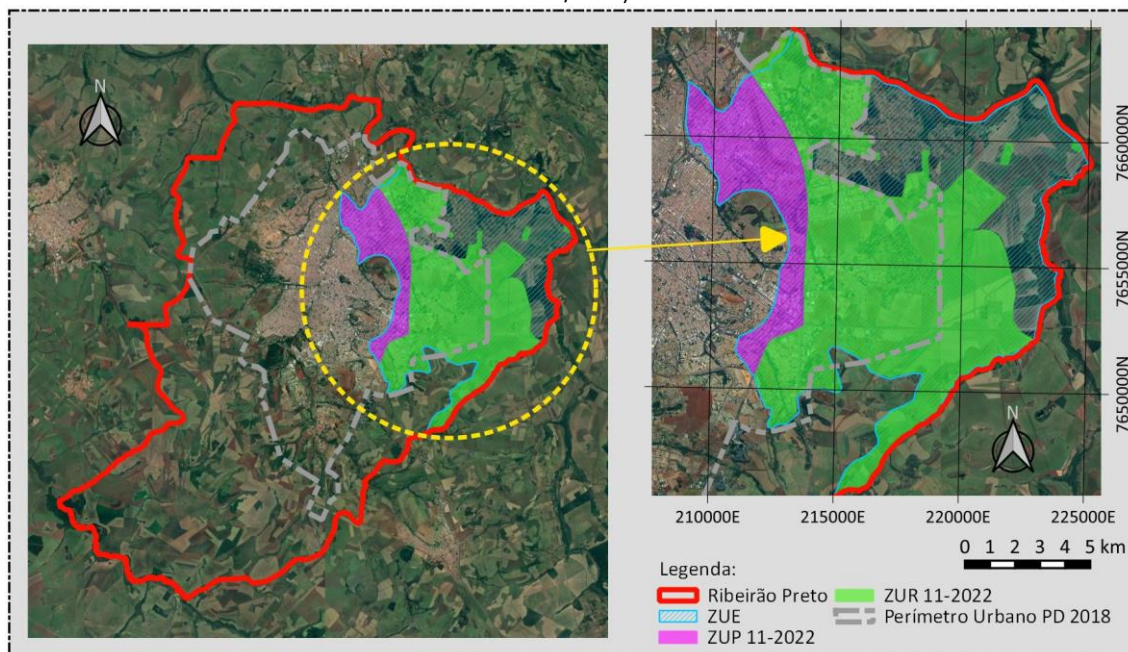 N
7660000N
7655000N
7650000N
N
210000E 215000E 220000E 225000E
0 1 2 3 4 5 km
Legenda:
Ribeirão Preto ZUR 11-2022
ZUE Perímetro Urbano PD 2018
ZUP 11-2022